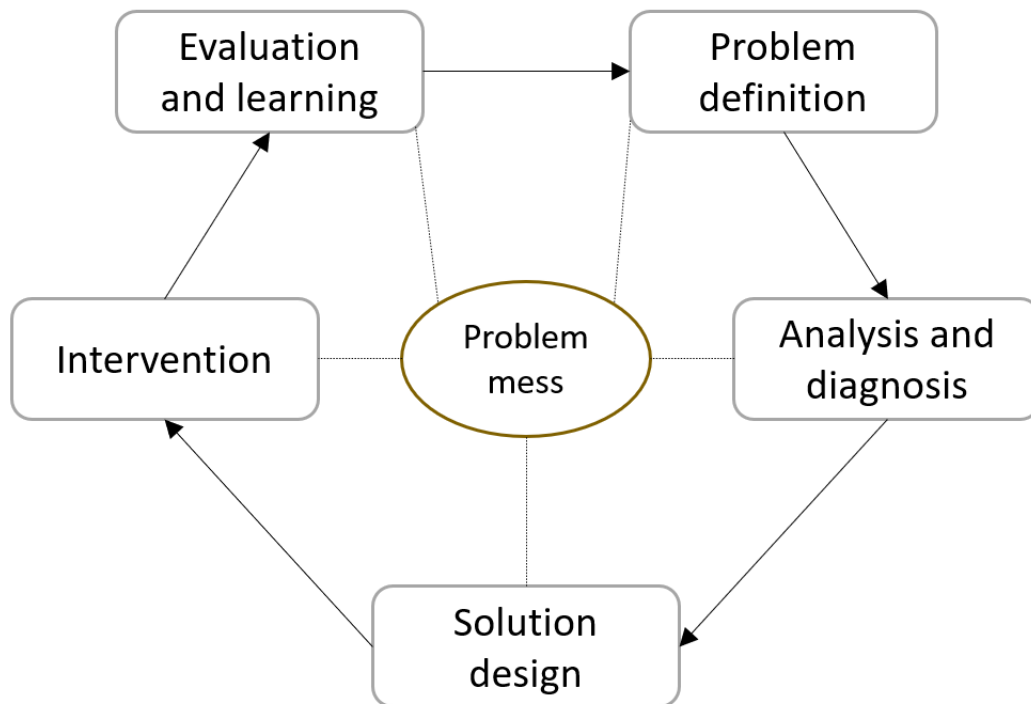 Evaluation
and learning
Problem
definition
Intervention
Problem
mess
Analysis and
diagnosis
Solution
design